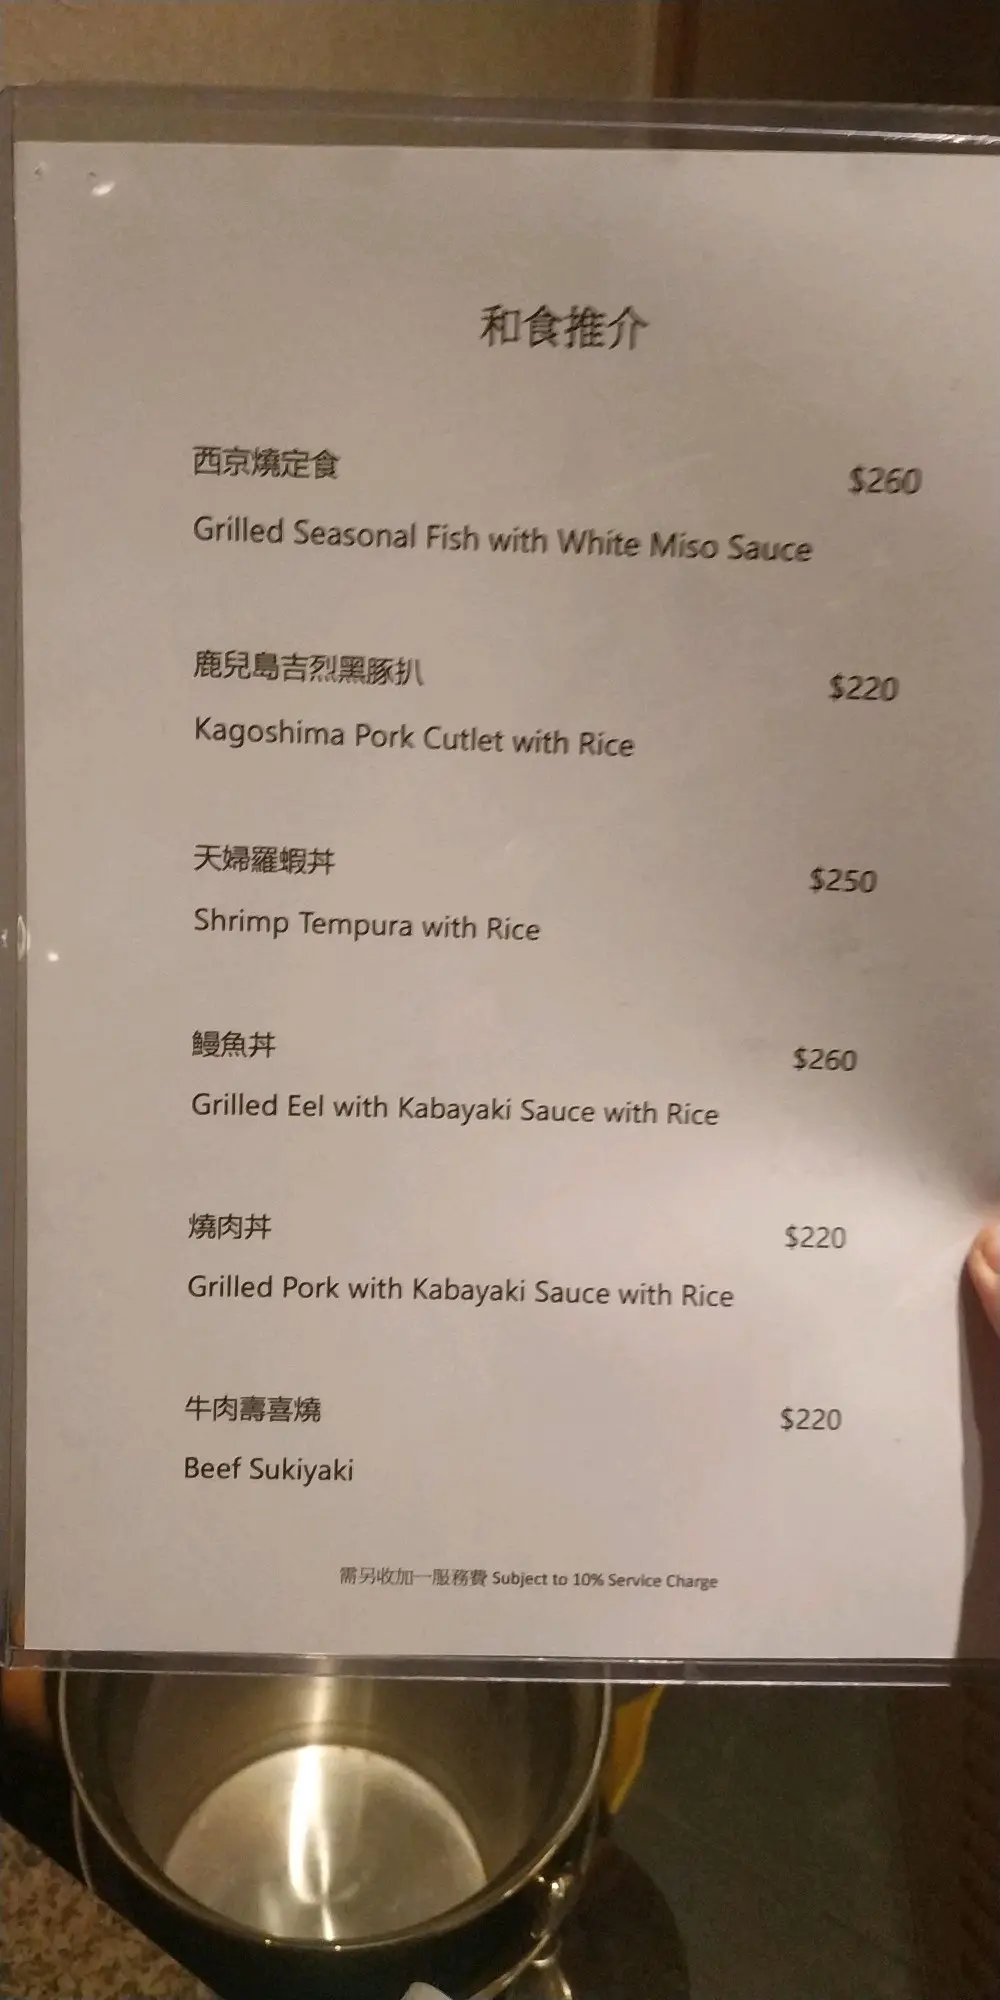 和食推介
西京燒定食 $260
Grilled Seasonal Fish with White Miso Sauce
鹿兒島吉烈黑豚扒 $220
Kagoshima Pork Cutlet with Rice
天婦羅蝦丼 $250
Shrimp Tempura with Rice
鰻魚丼 $260
Grilled Eel with Kabayaki Sauce with Rice
燒肉丼 $220
Grilled Pork with Kabayaki Sauce with Rice
牛肉壽喜燒 $220
Beef Sukiyaki
需另收加一服務費 Subject to 10% Service Charge